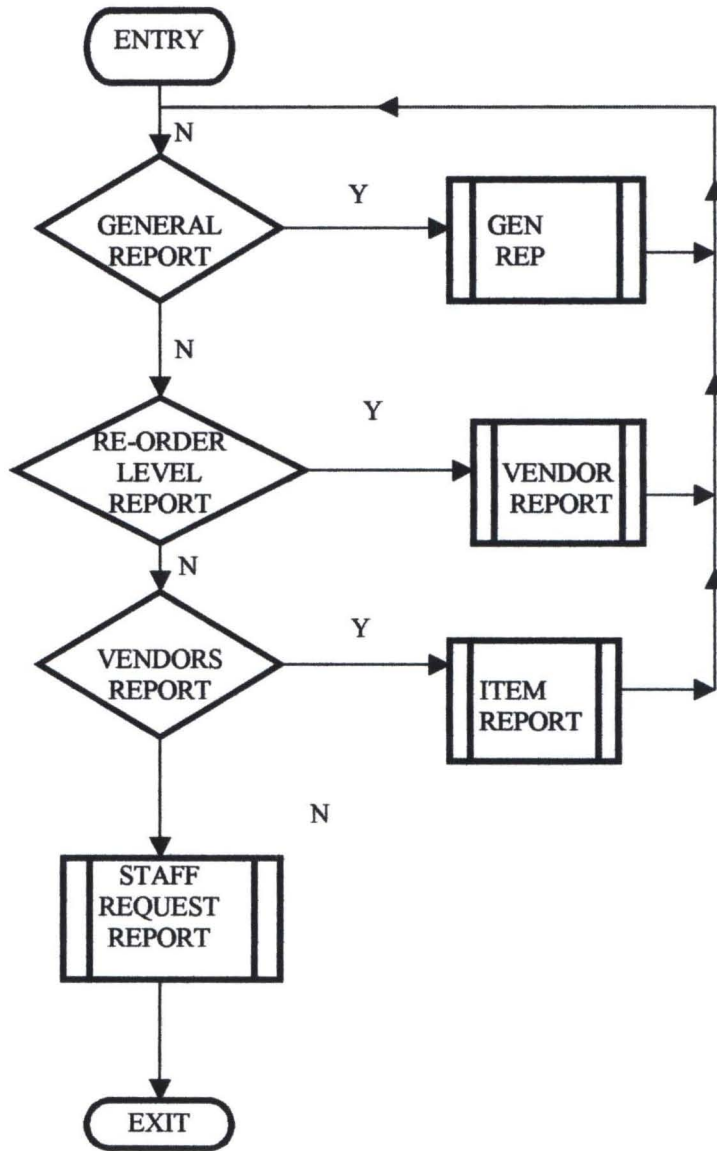 ENTRY
N
GENERAL
REPORT
Y
GEN
REP
N
RE-ORDER
LEVEL
REPORT
Y
VENDOR
REPORT
N
VENDORS
REPORT
Y
ITEM
REPORT
N
STAFF
REQUEST
REPORT
EXIT